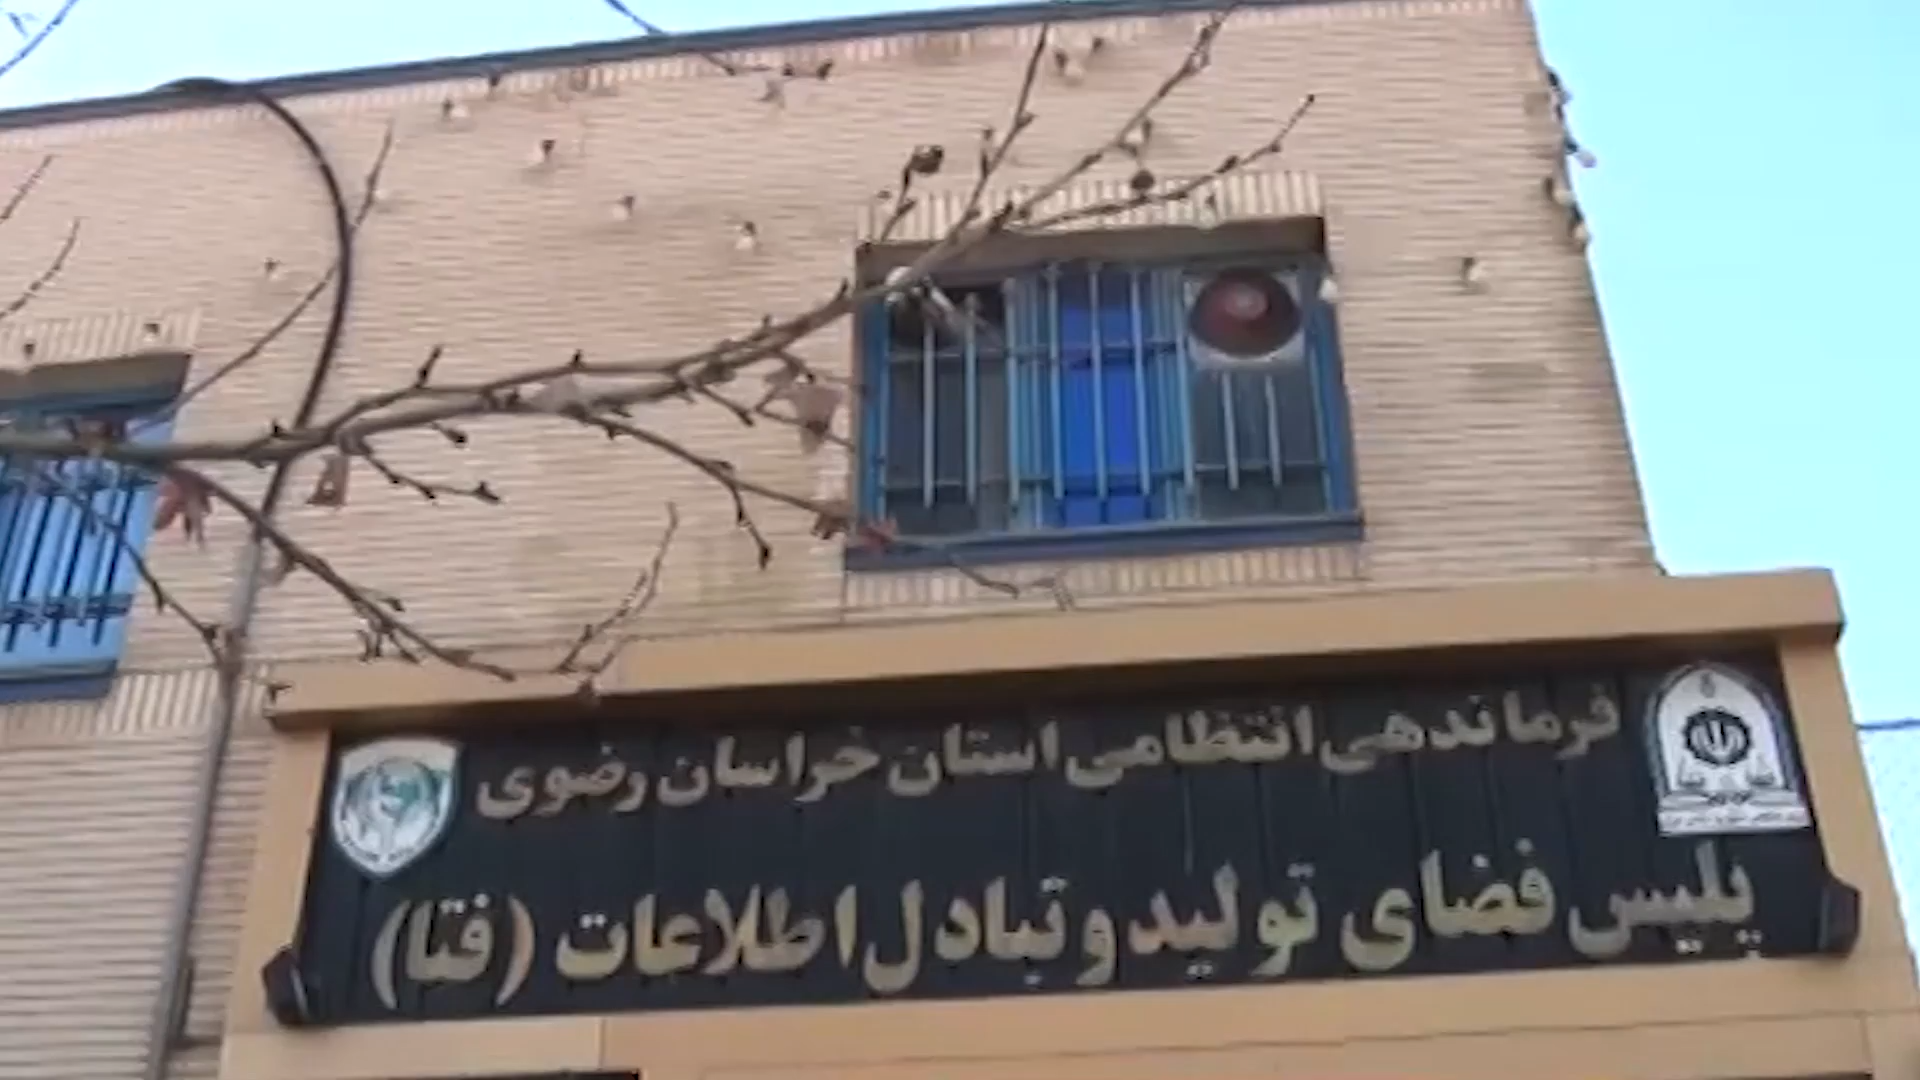 فرماندهی انتظامی استان خراسان رضوی
پلیس فضای تولید و تبادل اطلاعات (فتا)